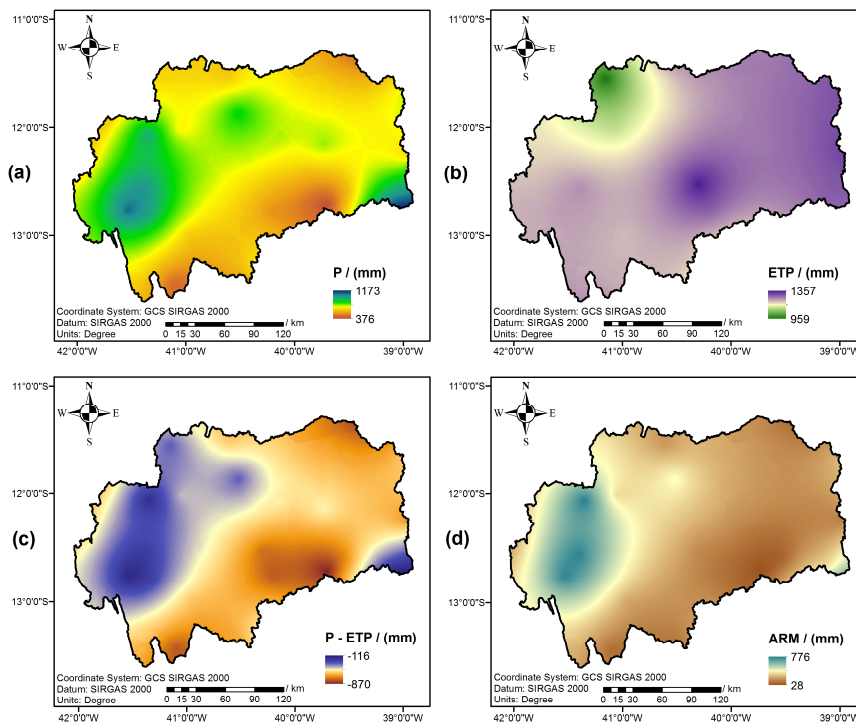 11°0'0"S
N
W E
S
12°0'0"S
(a)
13°0'0"S
P / (mm)
1173
376
Coordinate System: GCS SIRGAS 2000
Datum: SIRGAS 2000
Units: Degree
/ km
0 15 30 60 90 120
42°0'0"W 41°0'0"W 40°0'0"W 39°0'0"W
11°0'0"S
N
W E
S
12°0'0"S
(b)
13°0'0"S
ETP / (mm)
1357
959
Coordinate System: GCS SIRGAS 2000
Datum: SIRGAS 2000
Units: Degree
/ km
0 15 30 60 90 120
42°0'0"W 41°0'0"W 40°0'0"W 39°0'0"W
11°0'0"S
N
W E
S
12°0'0"S
(c)
13°0'0"S
P - ETP / (mm)
-116
-870
Coordinate System: GCS SIRGAS 2000
Datum: SIRGAS 2000
Units: Degree
/ km
0 15 30 60 90 120
42°0'0"W 41°0'0"W 40°0'0"W 39°0'0"W
11°0'0"S
N
W E
S
12°0'0"S
(d)
13°0'0"S
ARM / (mm)
776
28
Coordinate System: GCS SIRGAS 2000
Datum: SIRGAS 2000
Units: Degree
/ km
0 15 30 60 90 120
42°0'0"W 41°0'0"W 40°0'0"W 39°0'0"W